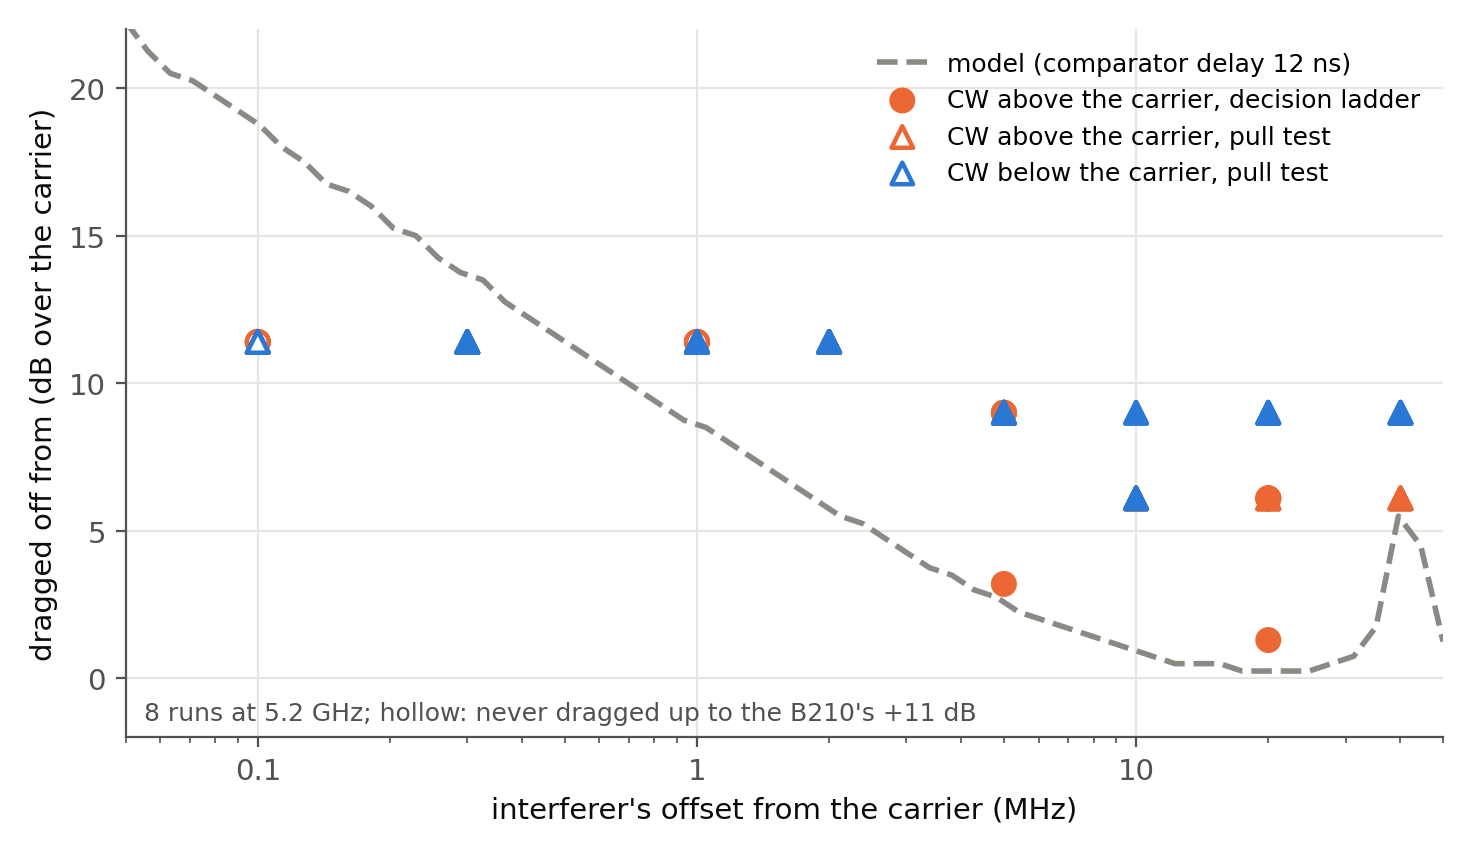 dragged off from (dB over the carrier)
20
15
10
5
0
model (comparator delay 12 ns)
CW above the carrier, decision ladder
CW above the carrier, pull test
CW below the carrier, pull test
8 runs at 5.2 GHz; hollow: never dragged up to the B210's +11 dB
0.1
1
10
interferer's offset from the carrier (MHz)